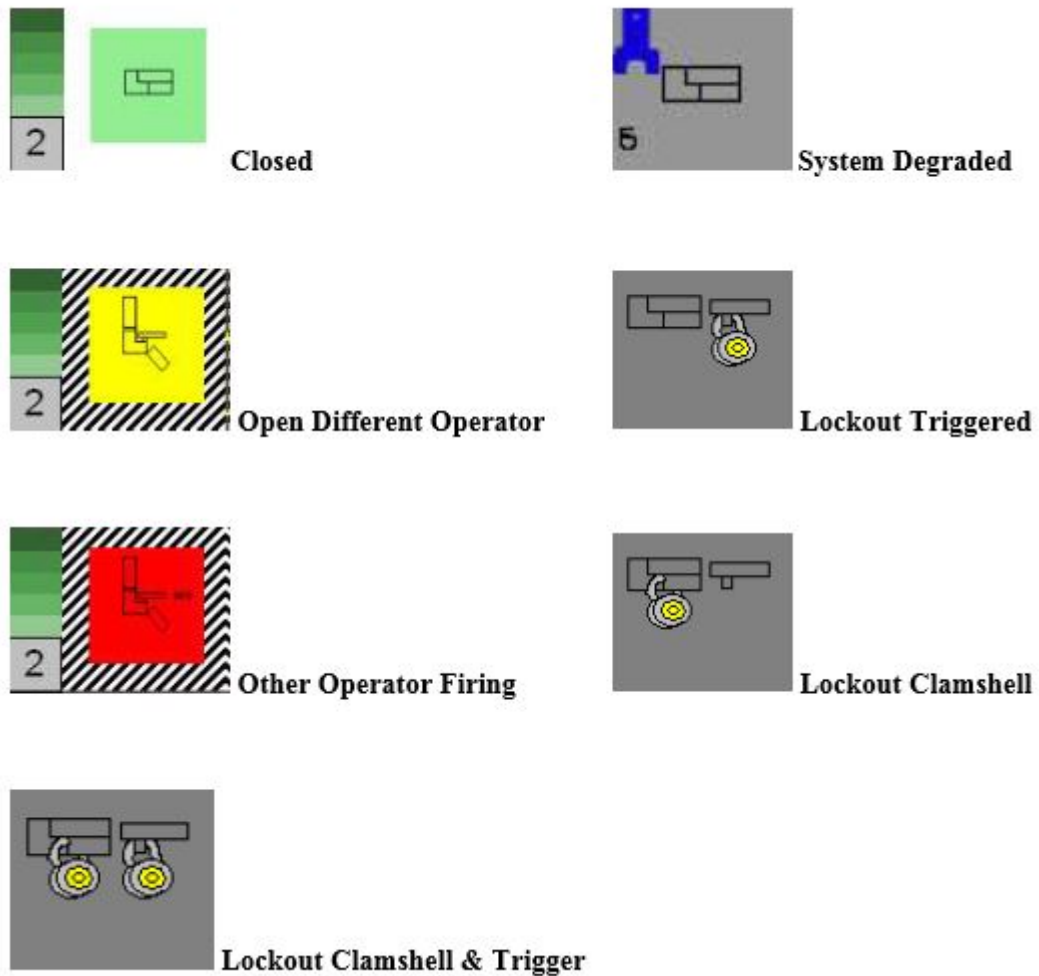 2
Closed
5
System Degraded
2
Open Different Operator
Lockout Triggered
2
Other Operator Firing
Lockout Clamshell
Lockout Clamshell & Trigger